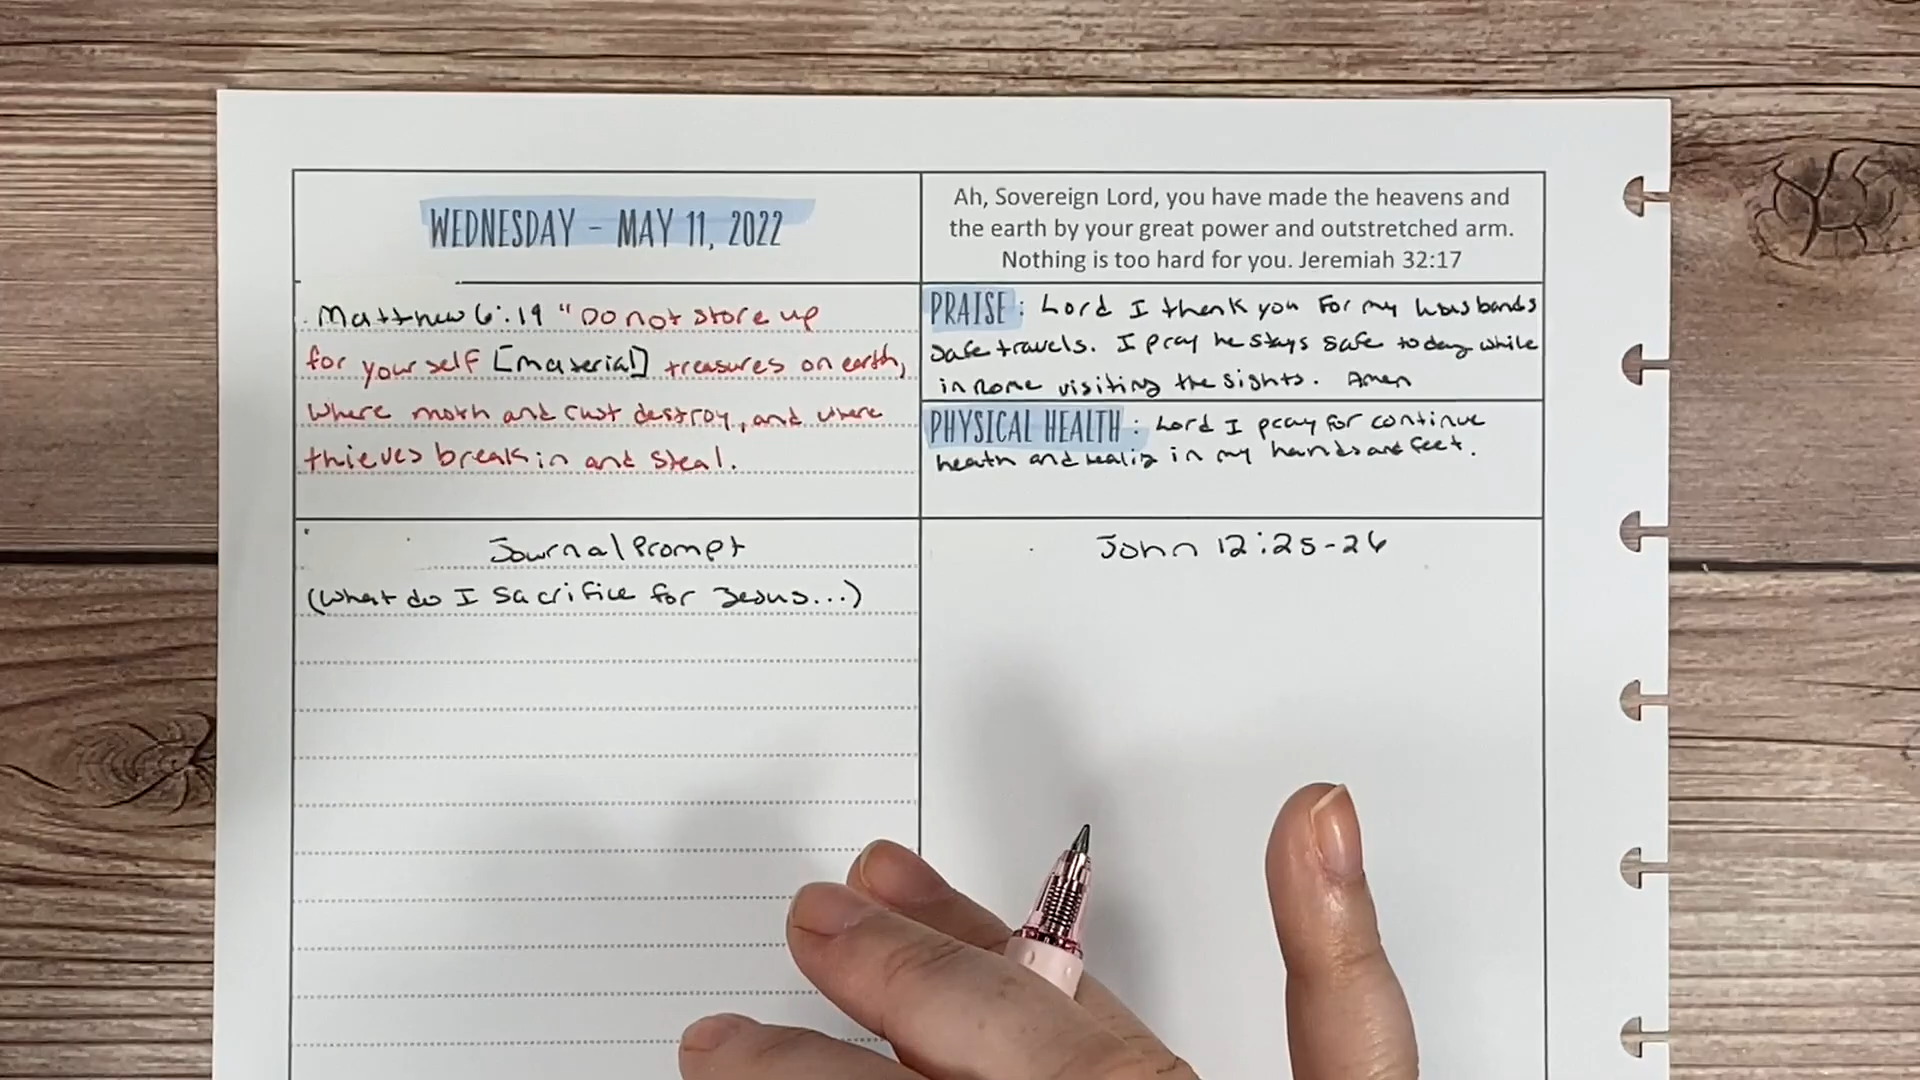 WEDNESDAY - MAY 11, 2022
Ah, Sovereign Lord, you have made the heavens and
the earth by your great power and outstretched arm.
Nothing is too hard for you. Jeremiah 32:17
Matthew 6:19 "Do not store up
for yourself [material] treasures on earth,
where moth and rust destroy, and where
thieves break in and steal.
PRAISE: Lord I thank you For my husbands
safe travels. I pray he stays safe today while
in Rome visiting the sights. Amen
PHYSICAL HEALTH: Lord I pray for continue
heath and in my hands and feet.
Journal Prompt
(What do I sacrifice for Jesus...)
John 12:25-26